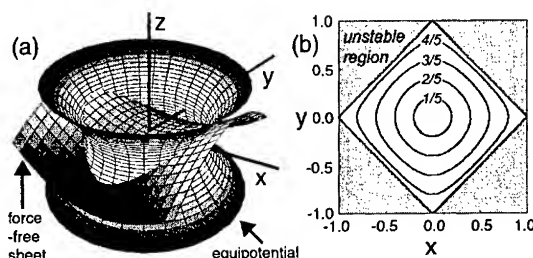 (a)
z
y
x
force
-free
sheet
equipotential
(b)
1.0
0.5
y 0.0
-0.5
-1.0
-1.0 -0.5 0.0 0.5 1.0
x
unstable
region
4/5
3/5
2/5
1/5